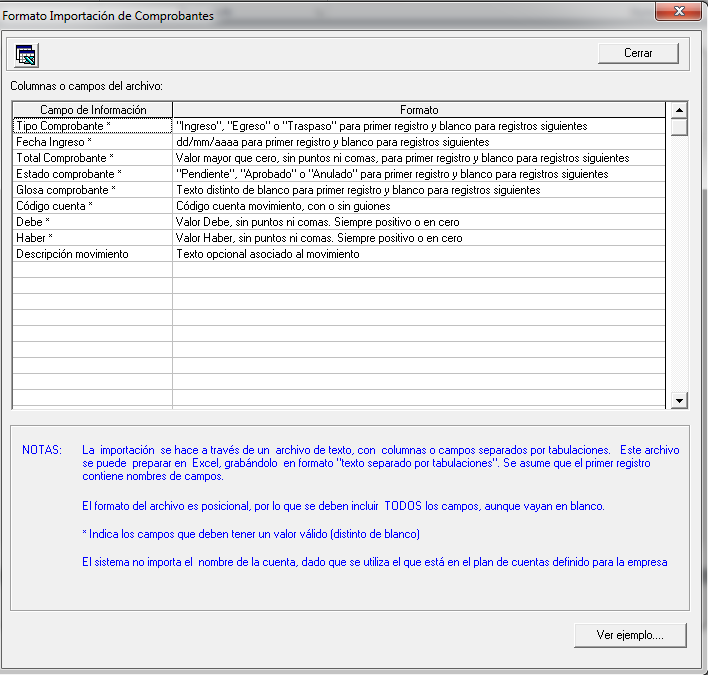 Formato Importación de Comprobantes
Cerrar
Columnas o campos del archivo:
Campo de Información Formato
Tipo Comprobante * "Ingreso", "Egreso" o "Traspaso" para primer registro y blanco para registros siguientes
Fecha Ingreso * dd/mm/aaaa para primer registro y blanco para registros siguientes
Total Comprobante * Valor mayor que cero, sin puntos ni comas, para primer registro y blanco para registros siguientes
Estado comprobante * "Pendiente", "Aprobado" o "Anulado" para primer registro y blanco para registros siguientes
Glosa comprobante * Texto distinto de blanco para primer registro y blanco para registros siguientes
Código cuenta * Código cuenta movimiento, con o sin guiones
Debe * Valor Debe, sin puntos ni comas. Siempre positivo o en cero
Haber * Valor Haber, sin puntos ni comas. Siempre positivo o en cero
Descripción movimiento Texto opcional asociado al movimiento
NOTAS: La importación se hace a través de un archivo de texto, con columnas o campos separados por tabulaciones. Este archivo
se puede preparar en Excel, grabándolo en formato "texto separado por tabulaciones". Se asume que el primer registro
contiene nombres de campos.
El formato del archivo es posicional, por lo que se deben incluir TODOS los campos, aunque vayan en blanco.
* Indica los campos que deben tener un valor válido (distinto de blanco)
El sistema no importa el nombre de la cuenta, dado que se utiliza el que está en el plan de cuentas definido para la empresa
Ver ejemplo....